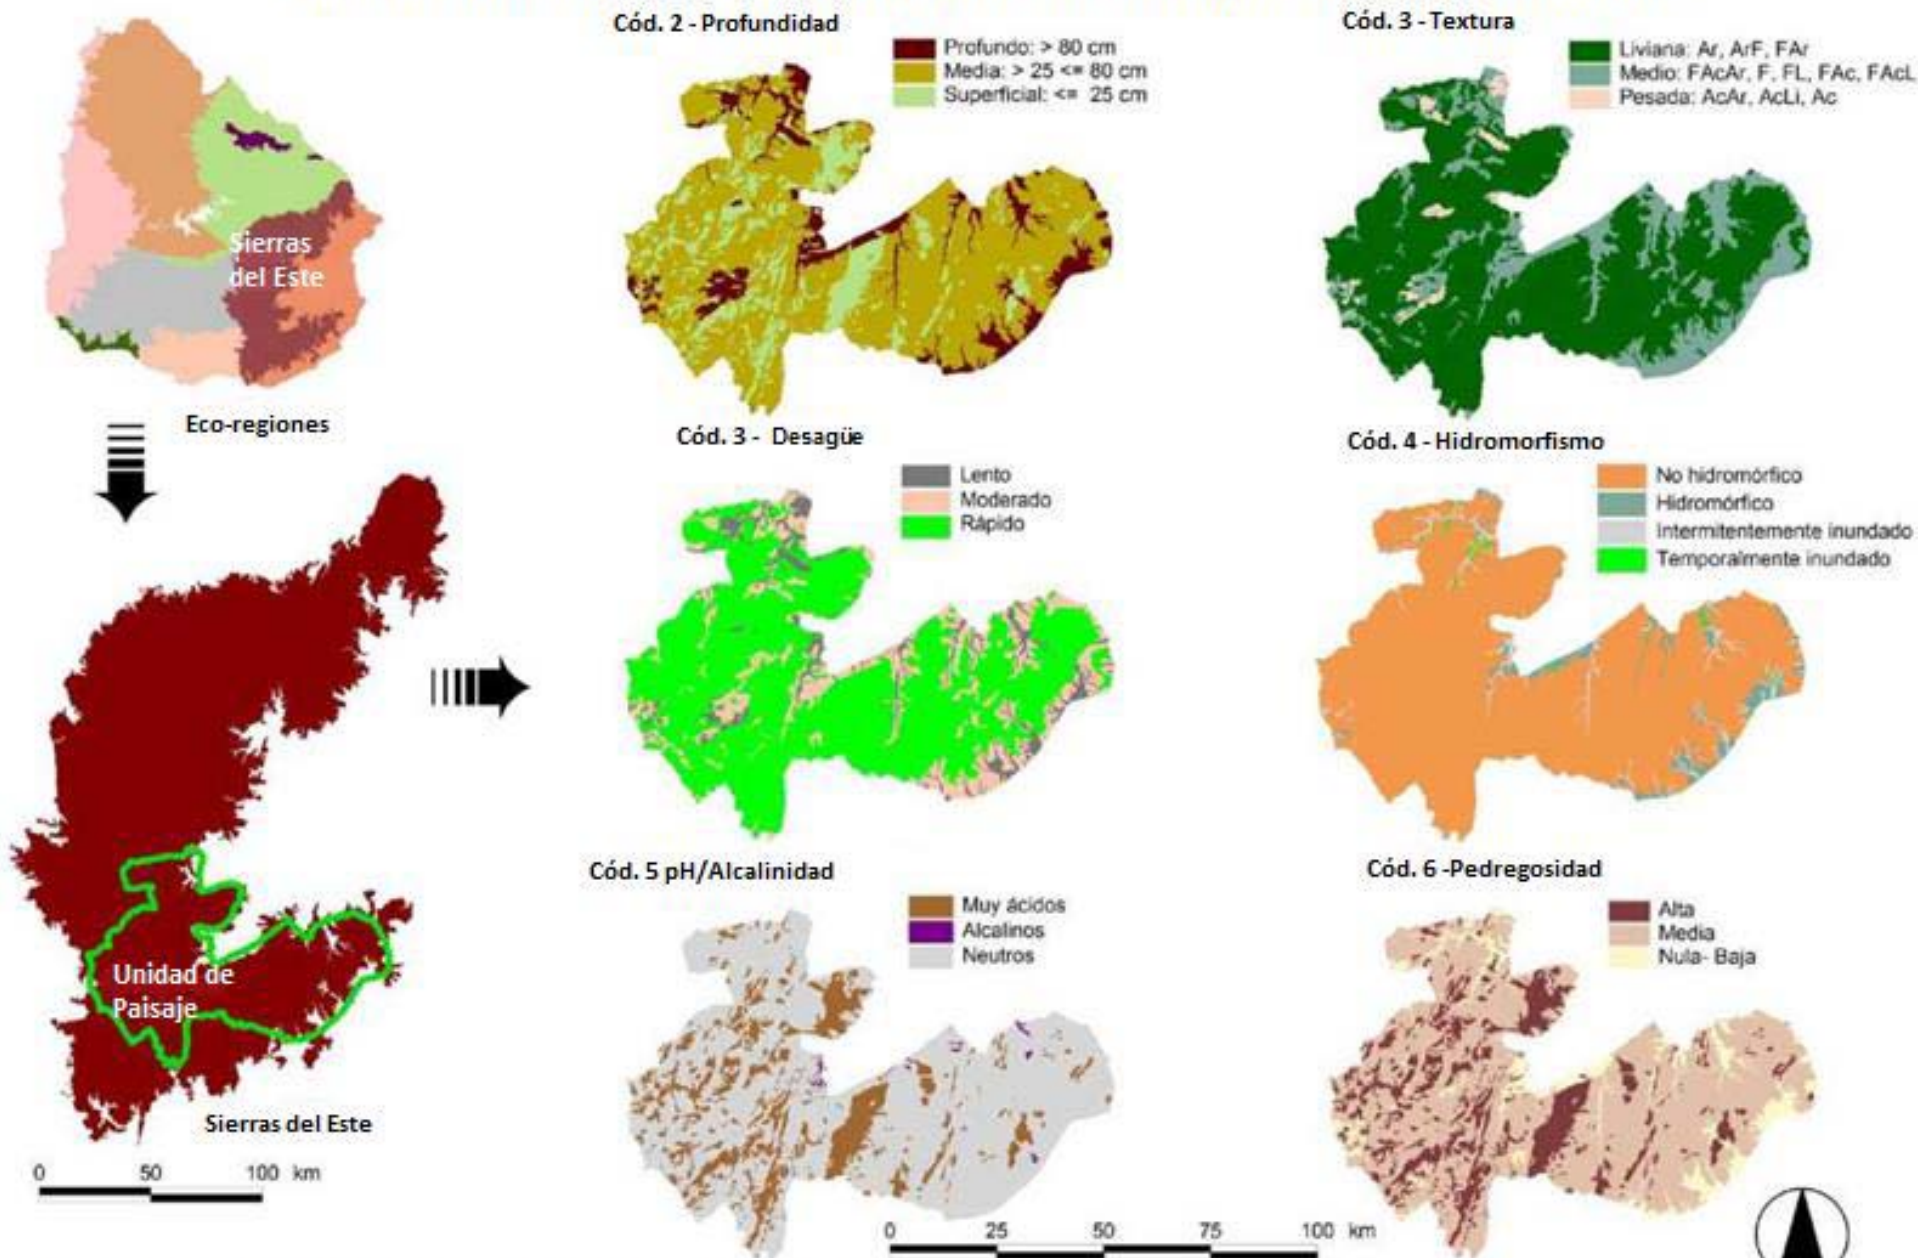 Sierras
del Este
Eco-regiones
Unidad de
Paisaje
Sierras del Este
0 50 100 km
Cód. 2 - Profundidad
Profundo: > 80 cm
Media: > 25 <= 80 cm
Superficial: <= 25 cm
Cód. 3 - Textura
Liviana: Ar, ArF, FAr
Medio: FAcAr, F, FL, FAc, FAcL
Pesada: AcAr, AcLi, Ac
Cód. 3 - Desagüe
Lento
Moderado
Rápido
Cód. 4 - Hidromorfismo
No hidromórfico
Hidromórfico
Intermitentemente inundado
Temporalmente inundado
Cód. 5 pH/Alcalinidad
Muy ácidos
Alcalinos
Neutros
Cód. 6 -Pedregosidad
Alta
Media
Nula- Baja
0 25 50 75 100 km